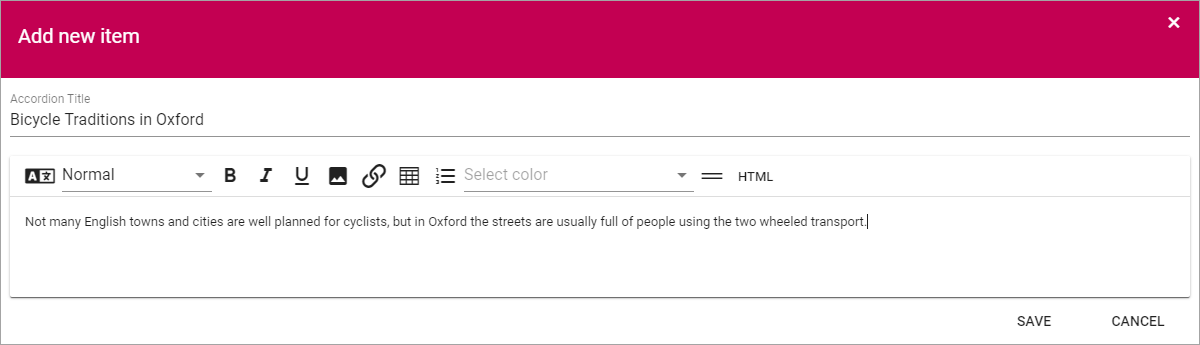 Add new item
Accordion Title
Bicycle Traditions in Oxford
Normal B I U Select color HTML
Not many English towns and cities are well planned for cyclists, but in Oxford the streets are usually full of people using the two wheeled transport.
SAVE CANCEL